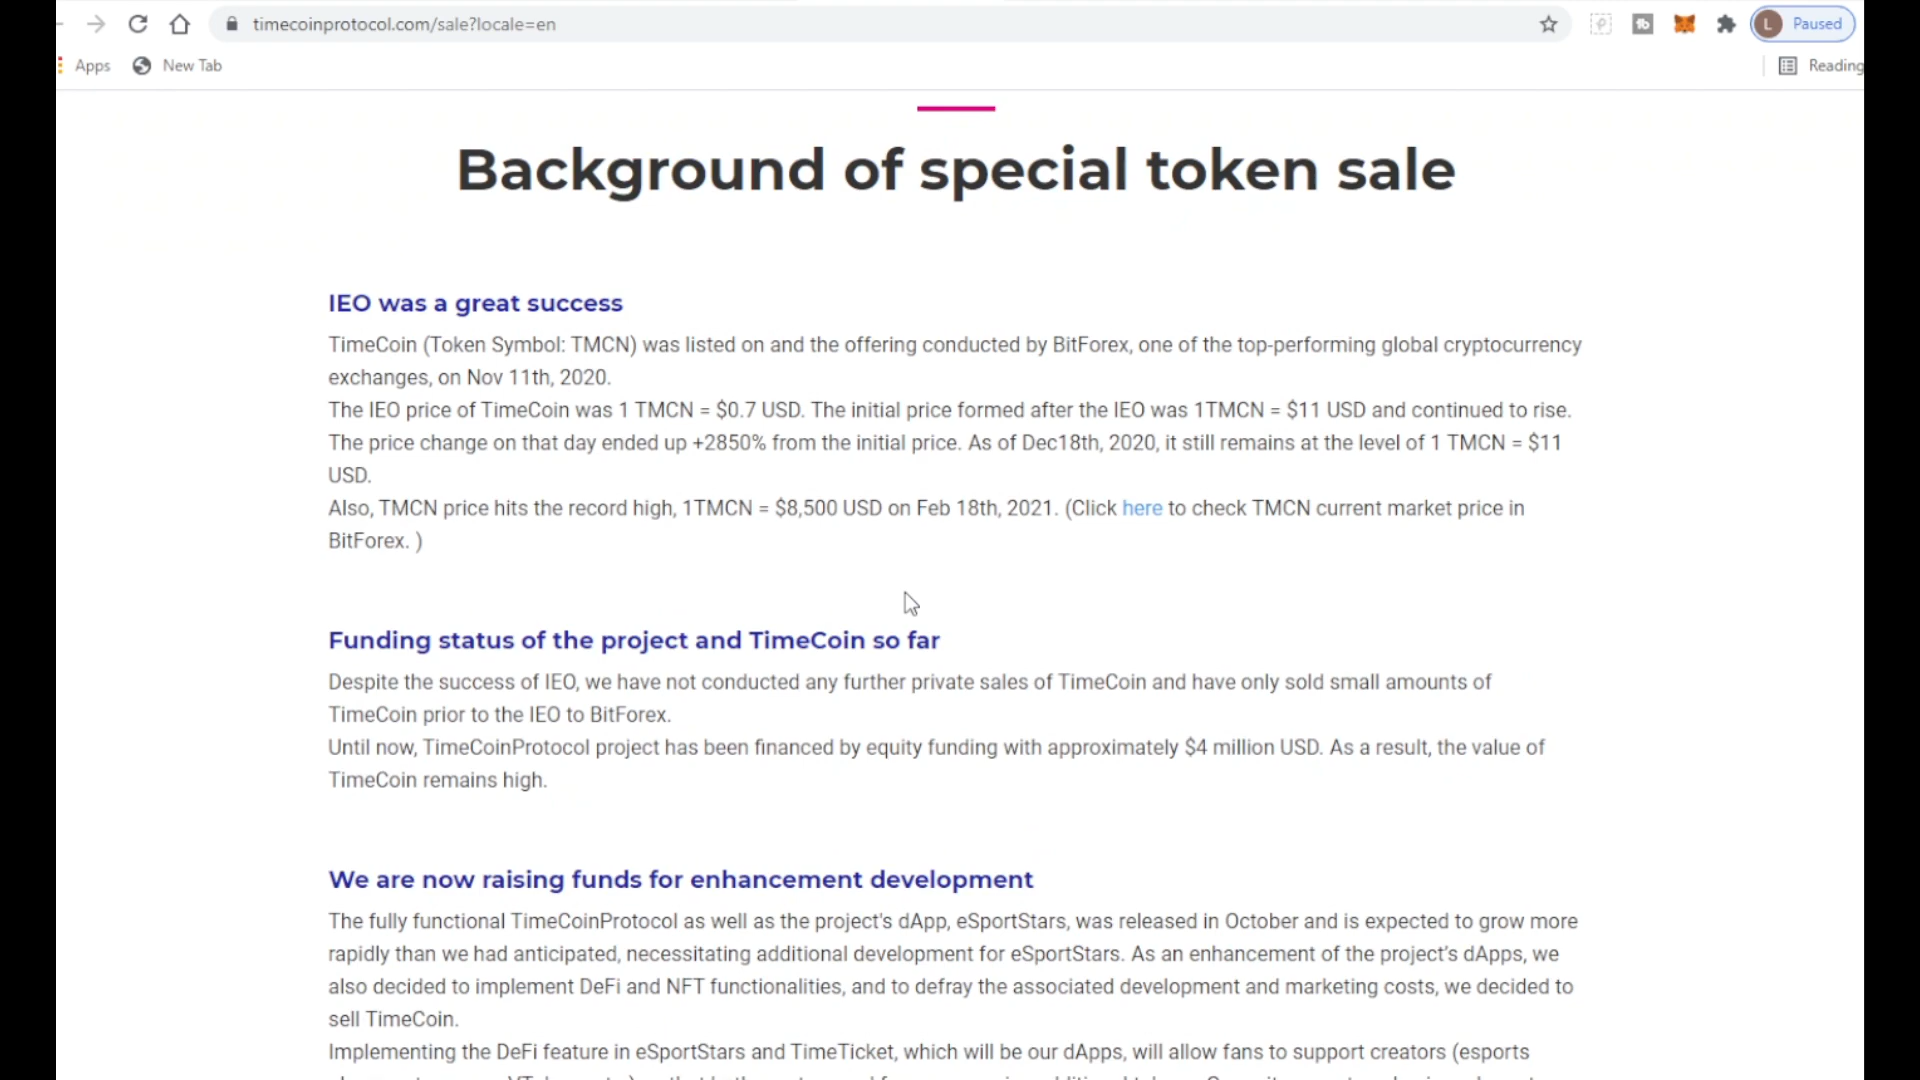 timecoinprotocol.com/sale?locale=en
L Paused
Apps New Tab Reading
Background of special token sale
IEO was a great success
TimeCoin (Token Symbol: TMCN) was listed on and the offering conducted by BitForex, one of the top-performing global cryptocurrency
exchanges, on Nov 11th, 2020.
The IEO price of TimeCoin was 1 TMCN = $0.7 USD. The initial price formed after the IEO was 1TMCN = $11 USD and continued to rise.
The price change on that day ended up +2850% from the initial price. As of Dec18th, 2020, it still remains at the level of 1 TMCN = $11
USD.
Also, TMCN price hits the record high, 1TMCN = $8,500 USD on Feb 18th, 2021. (Click here to check TMCN current market price in
BitForex. )
Funding status of the project and TimeCoin so far
Despite the success of IEO, we have not conducted any further private sales of TimeCoin and have only sold small amounts of
TimeCoin prior to the IEO to BitForex.
Until now, TimeCoinProtocol project has been financed by equity funding with approximately $4 million USD. As a result, the value of
TimeCoin remains high.
We are now raising funds for enhancement development
The fully functional TimeCoinProtocol as well as the project's dApp, eSportStars, was released in October and is expected to grow more
rapidly than we had anticipated, necessitating additional development for eSportStars. As an enhancement of the project's dApps, we
also decided to implement DeFi and NFT functionalities, and to defray the associated development and marketing costs, we decided to
sell TimeCoin.
Implementing the DeFi feature in eSportStars and TimeTicket, which will be our dApps, will allow fans to support creators (esports